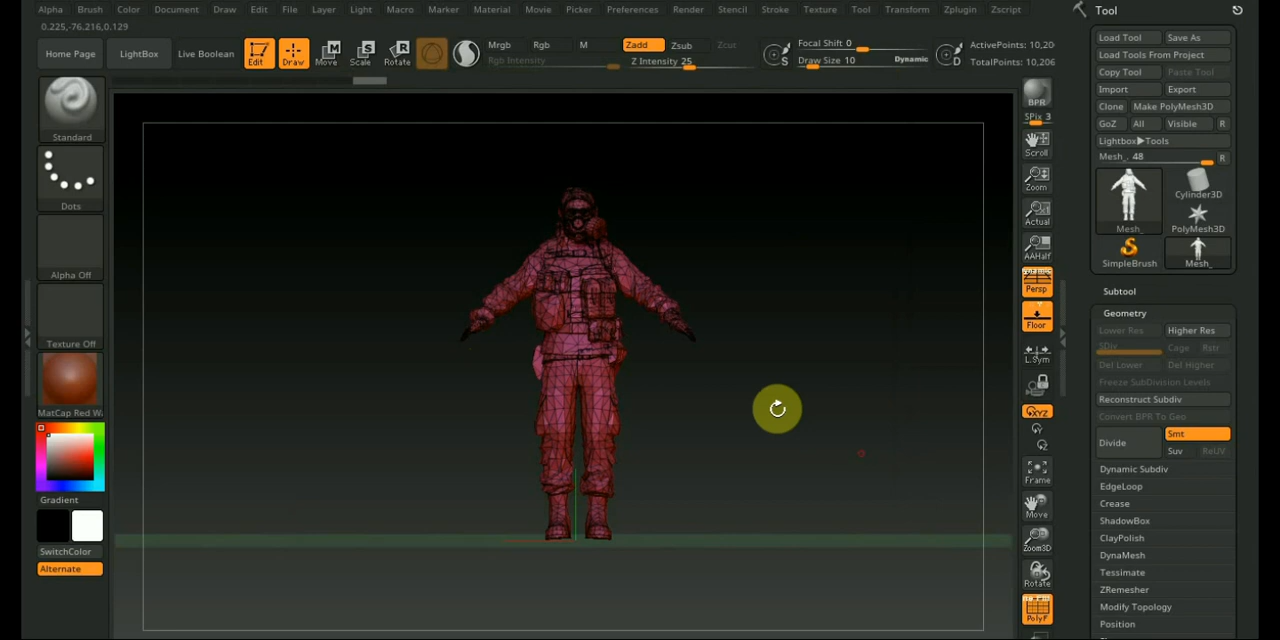 Alpha Brush Color Document Draw Edit File Layer Light Macro Marker Material Movie Picker Preferences Render Stencil Stroke Texture Tool Transform Zplugin Zscript
0.225,-76.216,0.129
Home Page LightBox Live Boolean Edit Draw Move Scale Rotate
Mrgb Rgb M Zadd Zsub Zcut
Rgb Intensity Z Intensity 25
Focal Shift 0
Draw Size 10 Dynamic
ActivePoints: 10,20
TotalPoints: 10,206
S
D
Standard
Dots
Alpha Off
Texture Off
MatCap Red Wa
Gradient
SwitchColor
Alternate
BPR
SPix 3
Scroll
Zoom
Actual
AAHalf
Persp
Floor
L.Sym
XYZ
Frame
Move
Zoom3D
Rotate
PolyF
Tool
Load Tool Save As
Load Tools From Project
Copy Tool Paste Tool
Import Export
Clone Make PolyMesh3D
GoZ All Visible R
Lightbox▶Tools
Mesh_. 48 R
Mesh_
Cylinder3D
PolyMesh3D
SimpleBrush
Mesh_
Subtool
Geometry
Lower Res Higher Res
SDiv Cage Rstr
Del Lower Del Higher
Freeze SubDivision Levels
Reconstruct Subdiv
Convert BPR To Geo
Divide Smt
Suv ReUV
Dynamic Subdiv
EdgeLoop
Crease
ShadowBox
ClayPolish
DynaMesh
Tessimate
ZRemesher
Modify Topology
Position